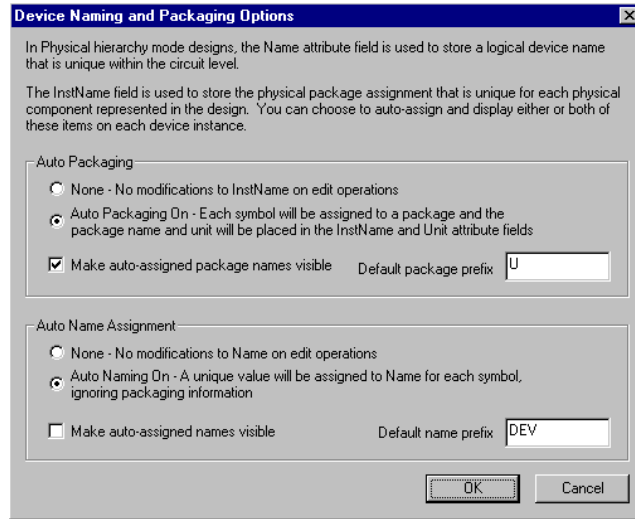 Device Naming and Packaging Options
In Physical hierarchy mode designs, the Name attribute field is used to store a logical device name
that is unique within the circuit level.
The InstName field is used to store the physical package assignment that is unique for each physical
component represented in the design. You can choose to auto-assign and display either or both of
these items on each device instance.
Auto Packaging
None - No modifications to InstName on edit operations
Auto Packaging On - Each symbol will be assigned to a package and the
package name and unit will be placed in the InstName and Unit attribute fields
Make auto-assigned package names visible Default package prefix U
Auto Name Assignment
None - No modifications to Name on edit operations
Auto Naming On - A unique value will be assigned to Name for each symbol,
ignoring packaging information
Make auto-assigned names visible Default name prefix DEV
OK Cancel